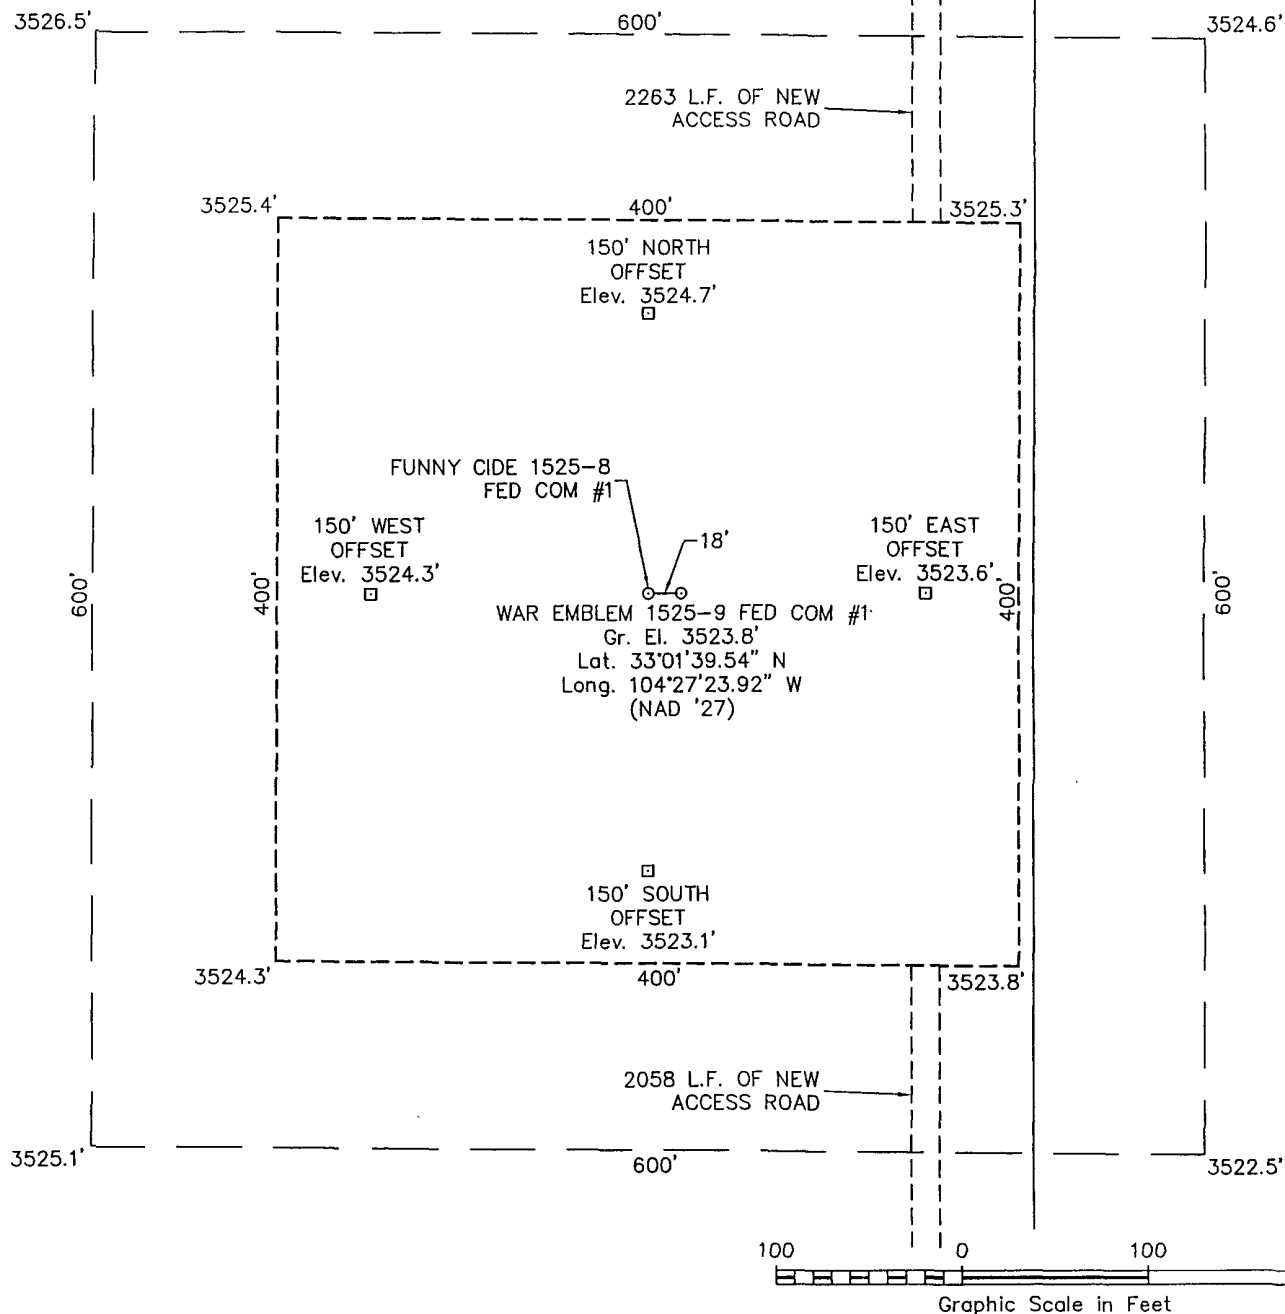 3526.5'
600'
3524.6'
2263 L.F. OF NEW
ACCESS ROAD
3525.4'
400'
3525.3'
150' NORTH
OFFSET
Elev. 3524.7'
FUNNY CIDE 1525-8
FED COM #1
18'
150' WEST
OFFSET
Elev. 3524.3'
150' EAST
OFFSET
Elev. 3523.6'
600'
400'
400'
600'
WAR EMBLEM 1525-9 FED COM #1
Gr. El. 3523.8'
Lat. 33°01'39.54" N
Long. 104°27'23.92" W
(NAD '27)
150' SOUTH
OFFSET
Elev. 3523.1'
3524.3'
400'
3523.8'
2058 L.F. OF NEW
ACCESS ROAD
3525.1'
600'
3522.5'
100 0 100
Graphic Scale in Feet